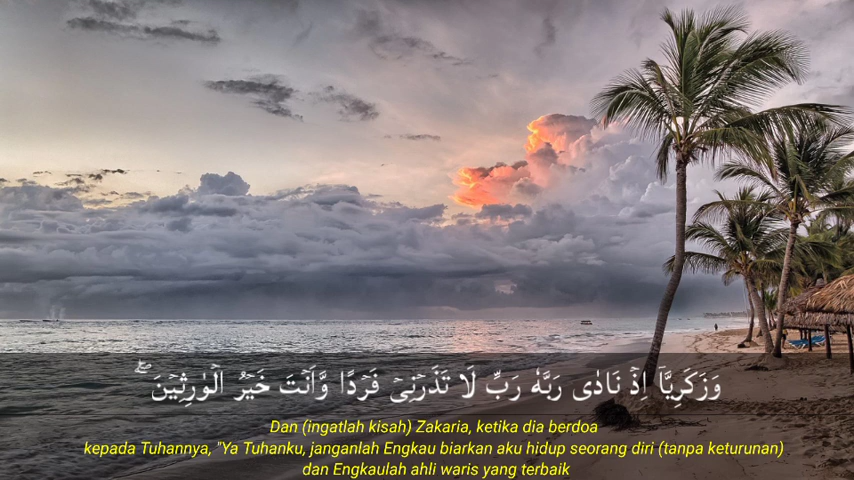 وَزَكَرِيَّآ اِذْ نَادٰى رَبَّهٗ رَبِّ لَا تَذَرْنِيْ فَرْدًا وَّاَنْتَ خَيْرُ الْوٰرِثِيْنَ ۖ
Dan (ingatlah kisah) Zakaria, ketika dia berdoa
kepada Tuhannya, "Ya Tuhanku, janganlah Engkau biarkan aku hidup seorang diri (tanpa keturunan)
dan Engkaulah ahli waris yang terbaik